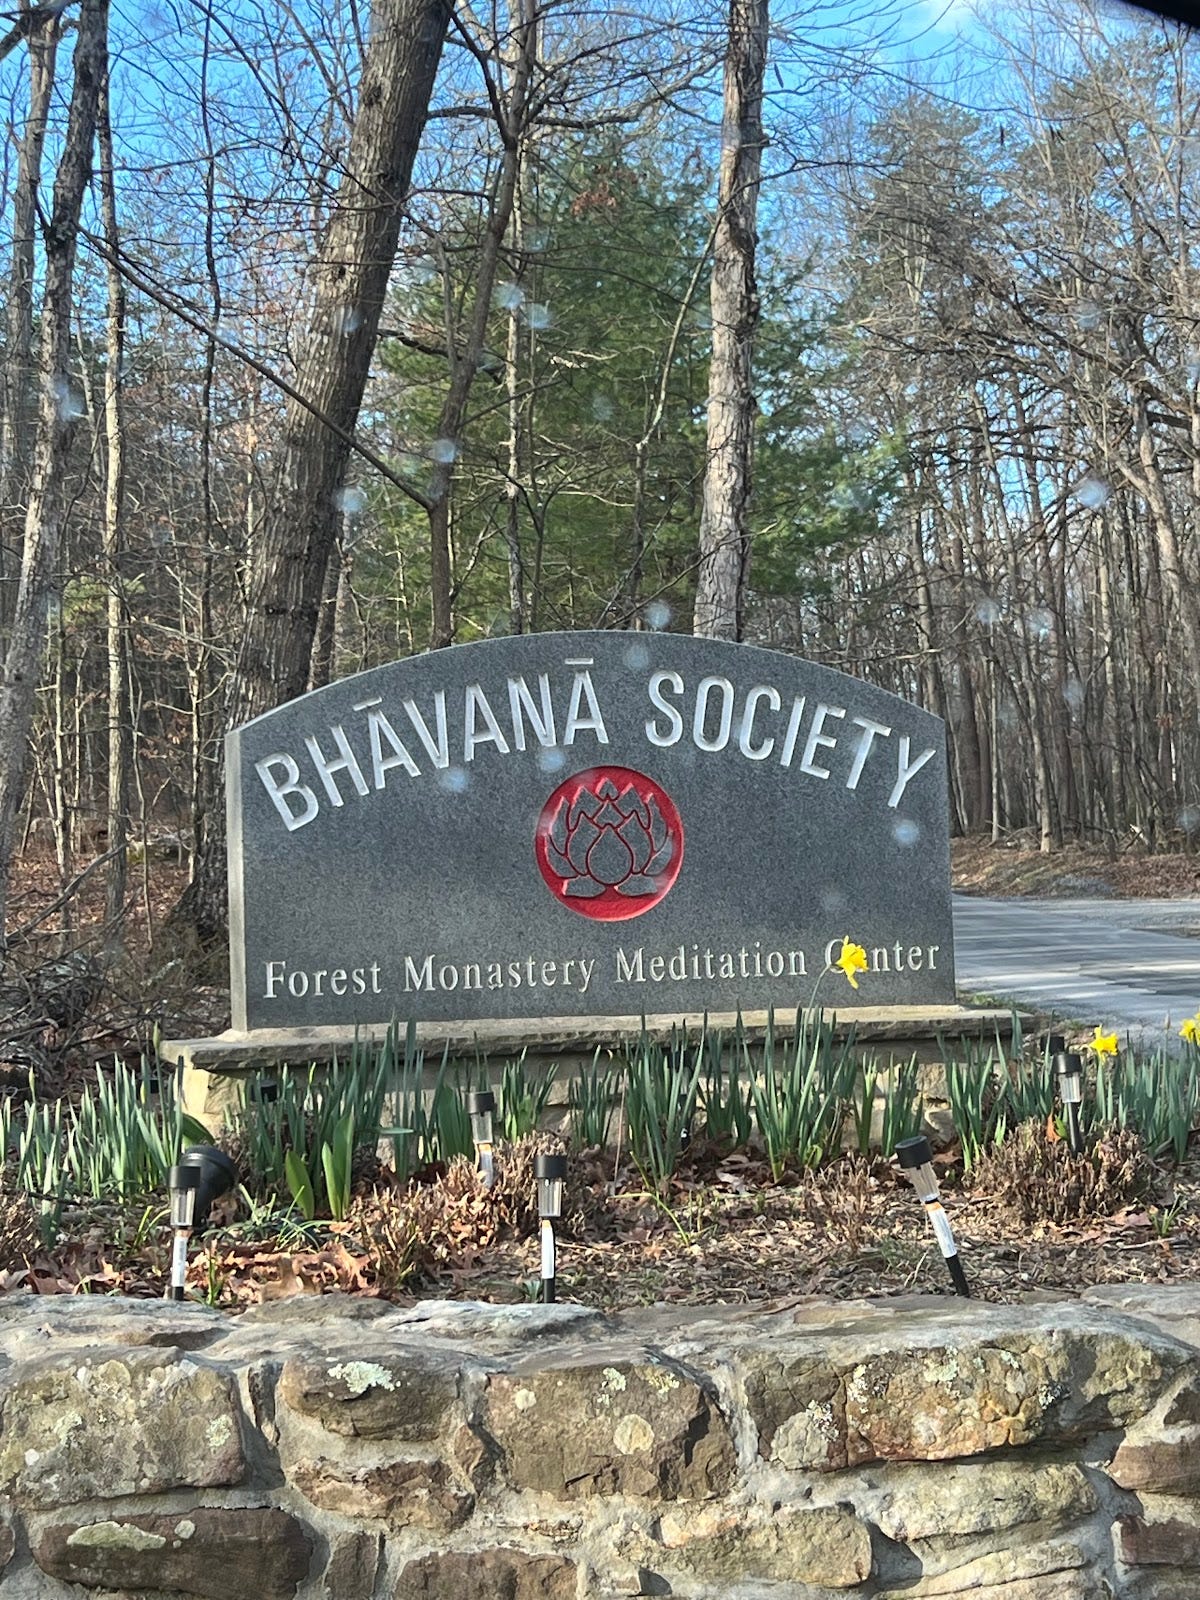 BHĀVANĀ SOCIETY
Forest Monastery Meditation Center